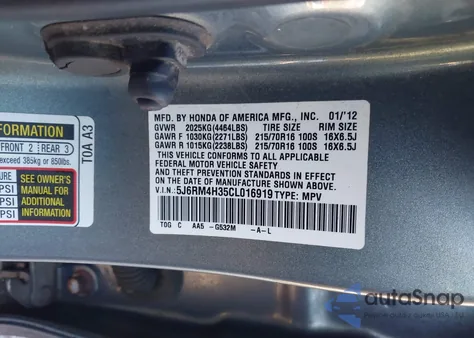 MFD. BY HONDA OF AMERICA MFG., INC. 01/'12
GVWR 2025KG(4464LBS) TIRE SIZE RIM SIZE
GAWR F 1030KG(2271LBS) 215/70R16 100S 16X6.5J
GAWR R 1015KG(2238LBS) 215/70R16 100S 16X6.5J
THIS VEHICLE CONFORMS TO ALL APPLICABLE
FEDERAL MOTOR VEHICLE SAFETY, BUMPER,
AND THEFT PREVENTION STANDARDS IN EFFECT
ON THE DATE OF MANUFACTURE SHOWN ABOVE.
V.I.N.: 5J6RM4H35CL016919 TYPE: MPV
T0G C AA5 -G532M -A-L
T0A A3
FRONT 2 REAR 3
exceed 385kg or 850lbs.
PSI
PSI
PSI
SEE OWNER'S
MANUAL FOR
ADDITIONAL
INFORMATION
autoSnap